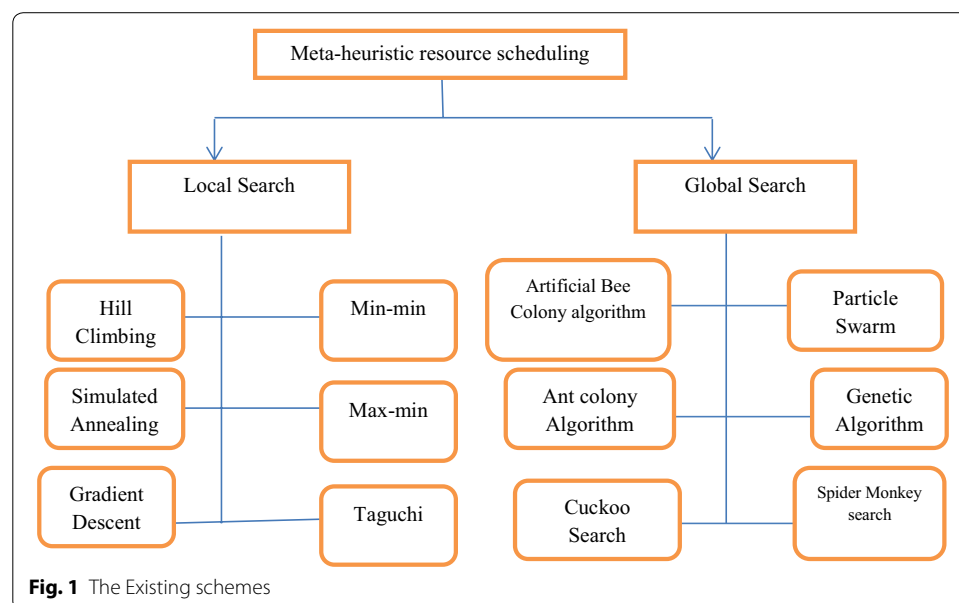 Meta-heuristic resource scheduling
Local Search
Global Search
Hill
Climbing
Min-min
Artificial Bee
Colony algorithm
Particle
Swarm
Simulated
Annealing
Max-min
Ant colony
Algorithm
Genetic
Algorithm
Gradient
Descent
Taguchi
Cuckoo
Search
Spider Monkey
search
Fig. 1 The Existing schemes